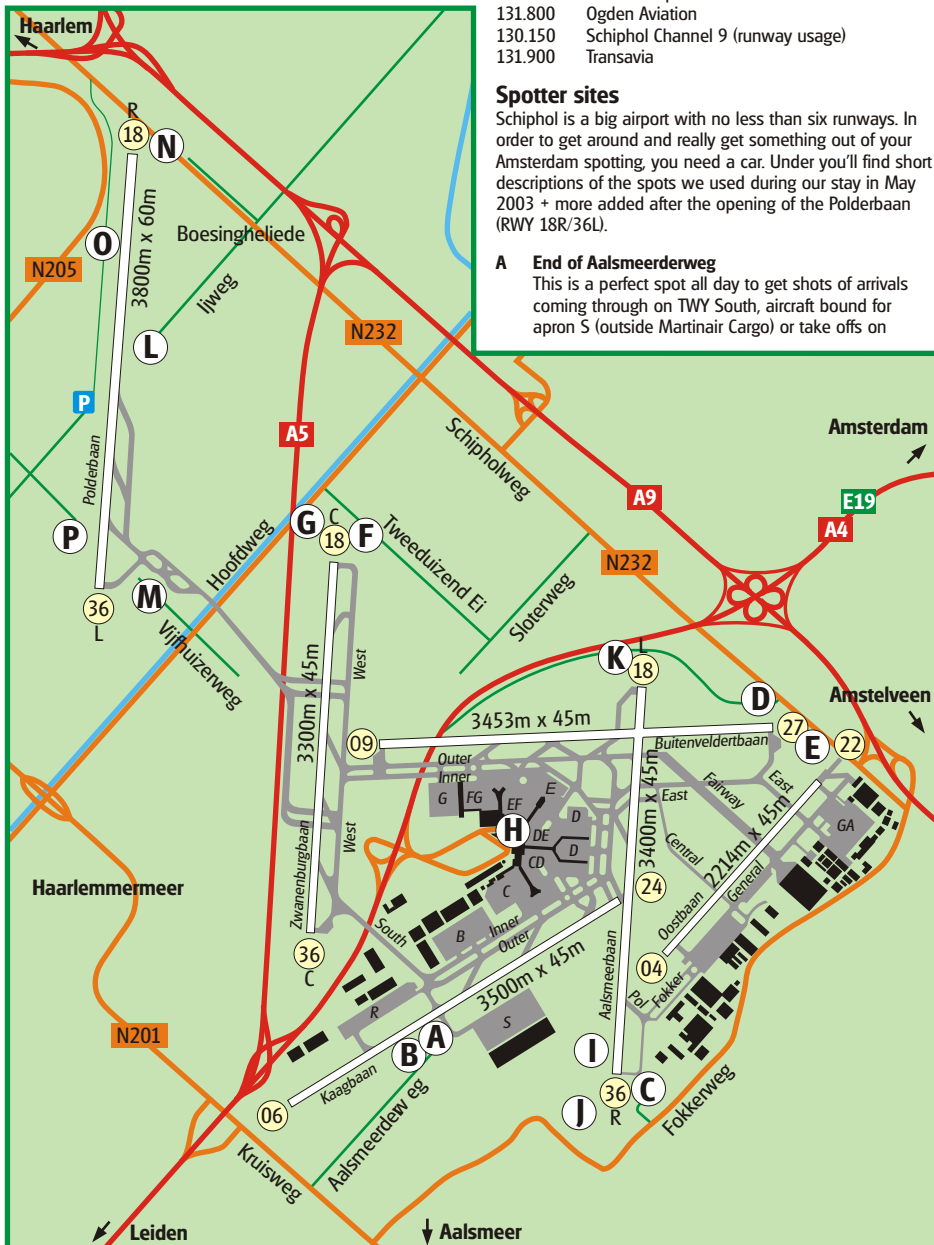 131.800 Ogden Aviation
130.150 Schiphol Channel 9 (runway usage)
131.900 Transavia
Spotter sites
Schiphol is a big airport with no less than six runways. In
order to get around and really get something out of your
Amsterdam spotting, you need a car. Under you'll find short
descriptions of the spots we used during our stay in May
2003 + more added after the opening of the Polderbaan
(RWY 18R/36L).
A End of Aalsmeerderweg
This is a perfect spot all day to get shots of arrivals
coming through on TWY South, aircraft bound for
apron S (outside Martinair Cargo) or take offs on
Haarlem
R
18
N
3800m x 60m
O
Boesingheliede
N205
Ijweg
L
N232
P
A5
Schipholweg
Amsterdam
Polderbaan
A9
E19
A4
P
G
C
18
F
Hoofdweg
Tweeduizend El
N232
Sloterweg
36
L
M
Vijfhuizerweg
West
K
L
18
3300m x 45m
D
Amstelveen
3453m x 45m
09
27
Buitenveldertbaan
E
22
Outer
Inner
G
FG
EF
E
3400m x 45m
East
Fairway
East
2214m x 45m
GA
D
H
DE
D
CD
Central
General
West
Zwanenburgbaan
Haarlemmermeer
C
24
Oostbaan
South
B
Inner
Outer
36
C
3500m x 45m
Aalsmeerbaan
04
Fokker
Pol
R
S
N201
A
B
I
Kaagbaan
36
R
C
06
J
Aalsmeerderw eg
Fokkerweg
Kruisweg
Leiden
Aalsmeer